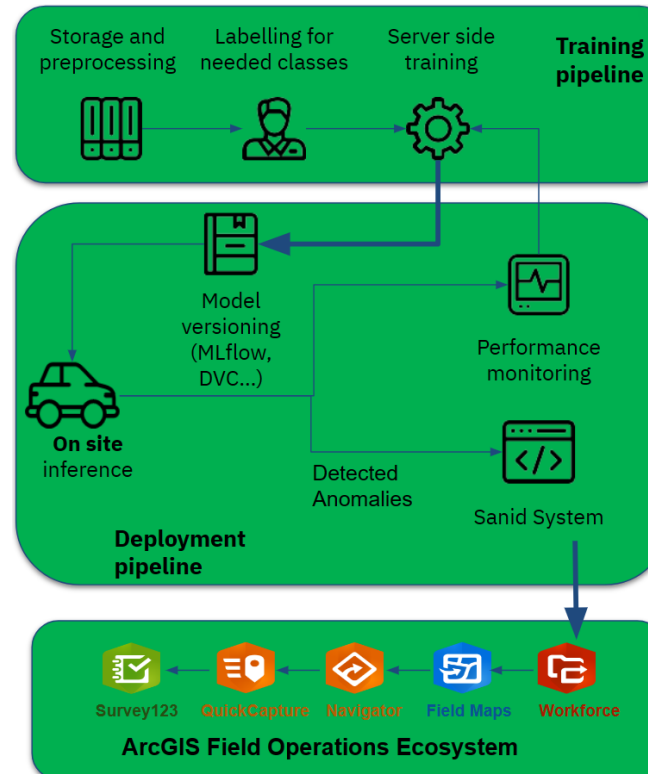 Storage and
preprocessing
Labelling for
needed classes
Server side
training
Training
pipeline
Model
versioning
(MLflow,
DVC...)
Performance
monitoring
On site
inference
Detected
Anomalies
</>
Sanid System
Deployment
pipeline
Survey123
QuickCapture
Navigator
Field Maps
Workforce
ArcGIS Field Operations Ecosystem